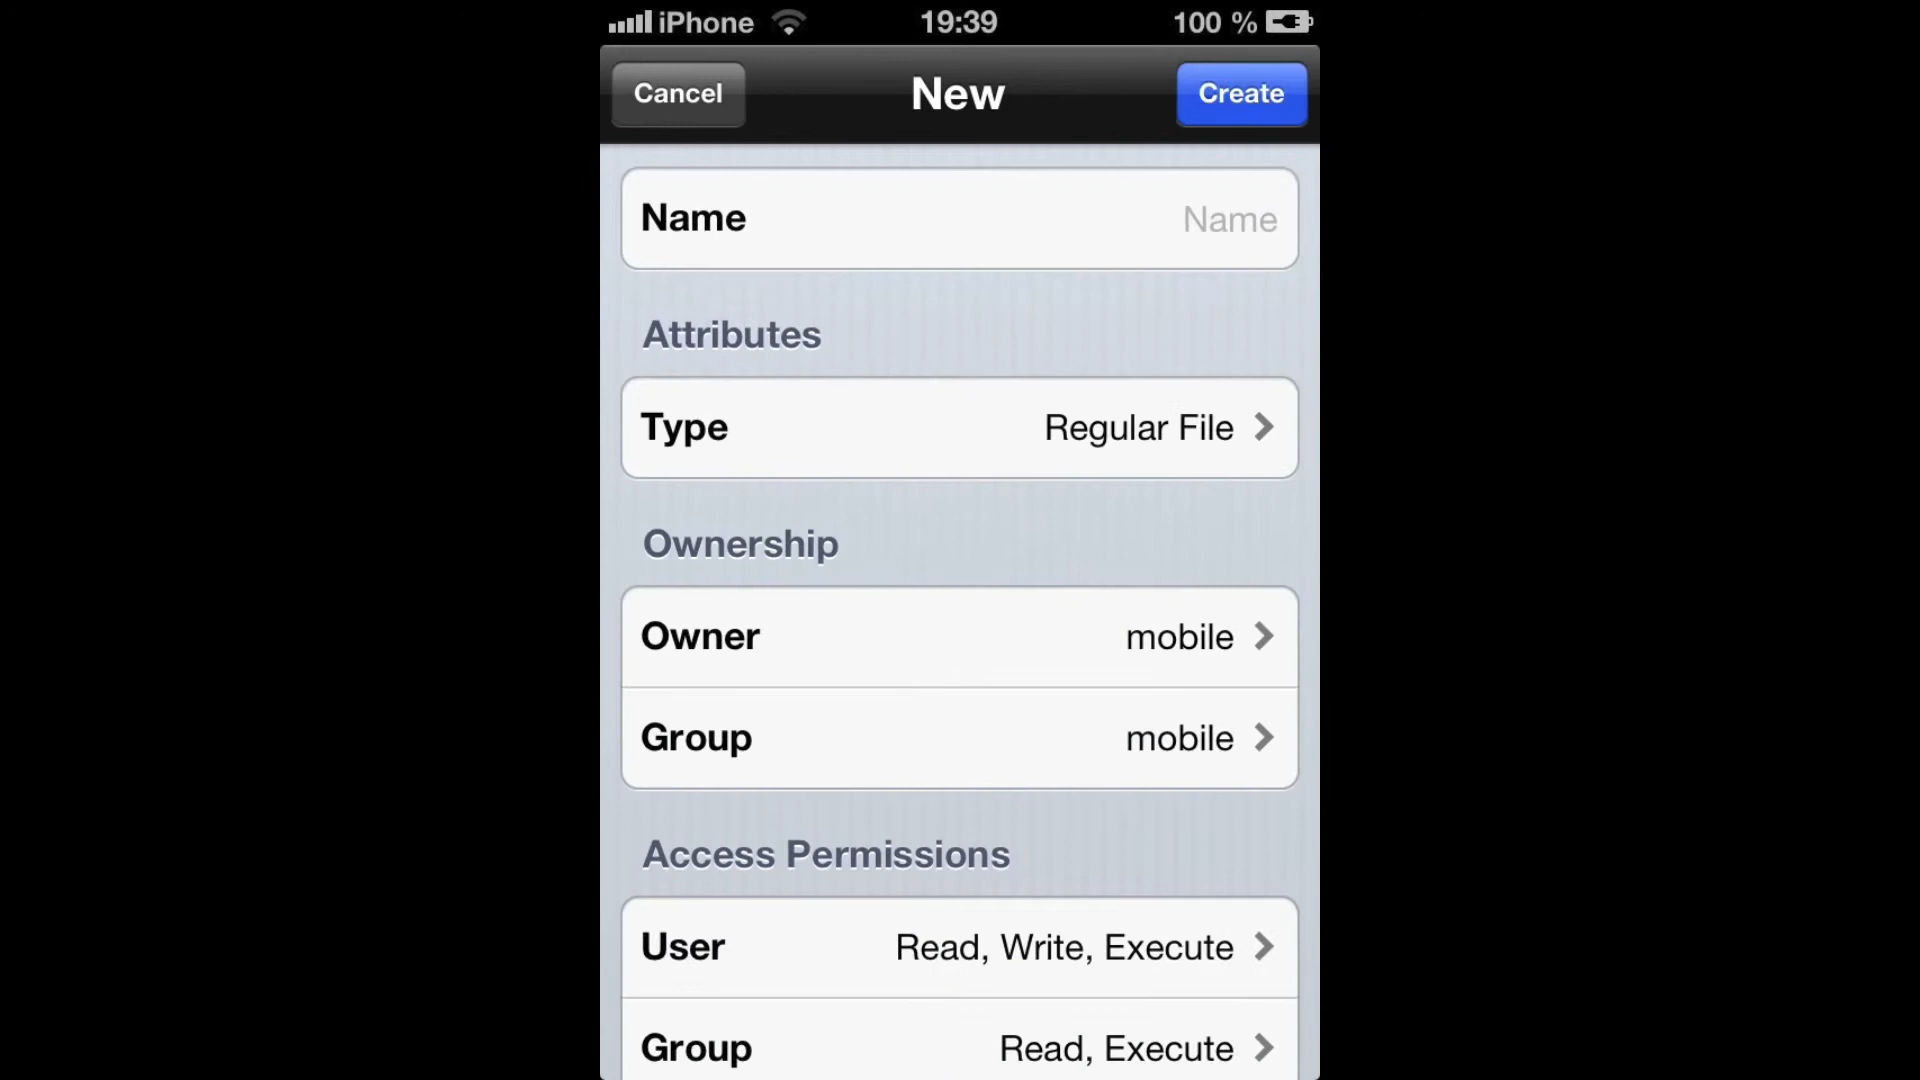 iPhone 19:39 100 %
Cancel New Create
Name Name
Attributes
Type Regular File
Ownership
Owner mobile
Group mobile
Access Permissions
User Read, Write, Execute
Group Read, Execute